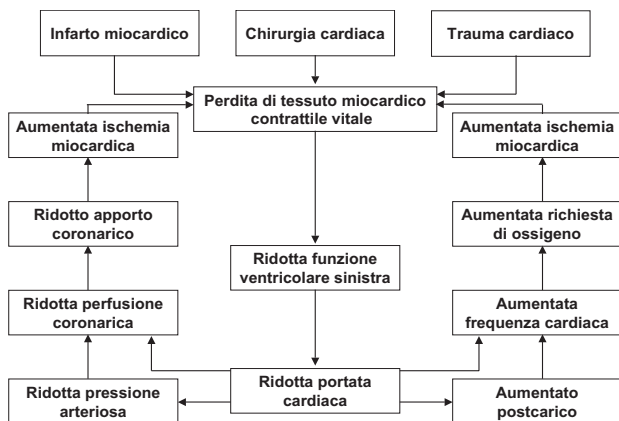 Infarto miocardico
Chirurgia cardiaca
Trauma cardiaco
Perdita di tessuto miocardico
contrattile vitale
Aumentata ischemia
miocardica
Aumentata ischemia
miocardica
Ridotto apporto
coronarico
Aumentata richiesta
di ossigeno
Ridotta funzione
ventricolare sinistra
Ridotta perfusione
coronarica
Aumentata
frequenza cardiaca
Ridotta portata
cardiaca
Ridotta pressione
arteriosa
Aumentato
postcarico